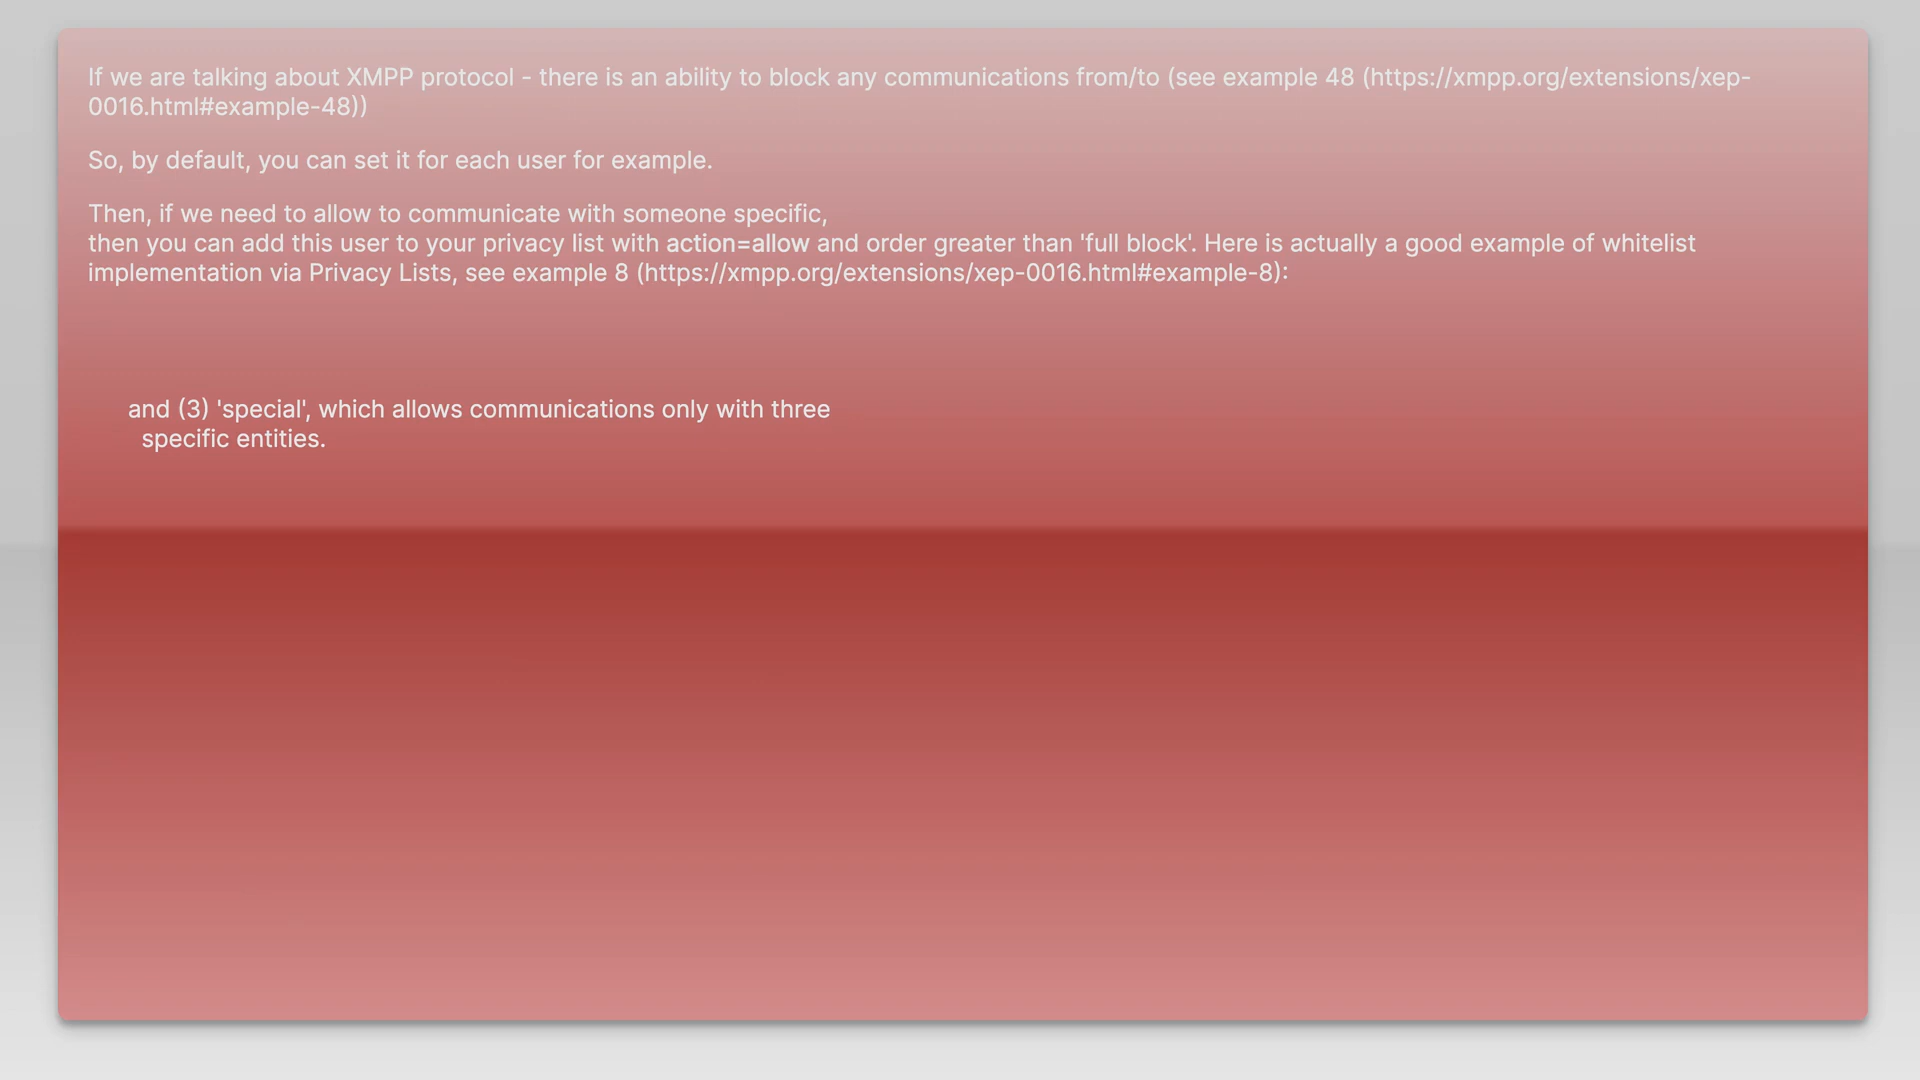 If we are talking about XMPP protocol - there is an ability to block any communications from/to (see example 48 (https://xmpp.org/extensions/xep-
0016.html#example-48))
So, by default, you can set it for each user for example.
Then, if we need to allow to communicate with someone specific,
then you can add this user to your privacy list with action=allow and order greater than 'full block'. Here is actually a good example of whitelist
implementation via Privacy Lists, see example 8 (https://xmpp.org/extensions/xep-0016.html#example-8):
and (3) 'special', which allows communications only with three
specific entities.